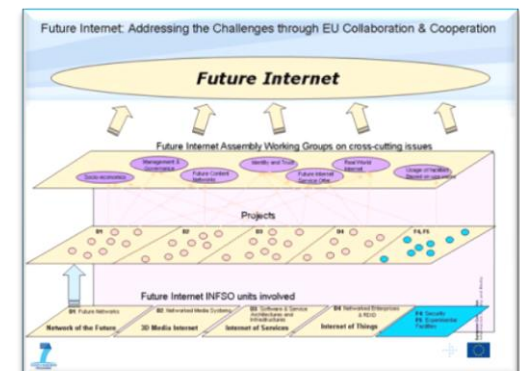 Future Internet: Addressing the Challenges through EU Collaboration & Cooperation
Future Internet
Future Internet Assembly Working Groups on cross-cutting issues
Management &
Governance
Identity and Trust
Real World
Internet
Socio-economics
Future Content
Networks
Future Internet
Service Offer
Usage of facilities
Projects
D1
D2
D3
D4
F4, F5
Future Internet INFSO units involved
D1: Future Networks
D2: Networked Media Systems
D3: Software & Service
Architectures and
Infrastructures
D4: Networked Enterprises
& RFID
F4: Security
F5: Experimental
Facilities
Network of the Future
3D Media Internet
Internet of Services
Internet of Things